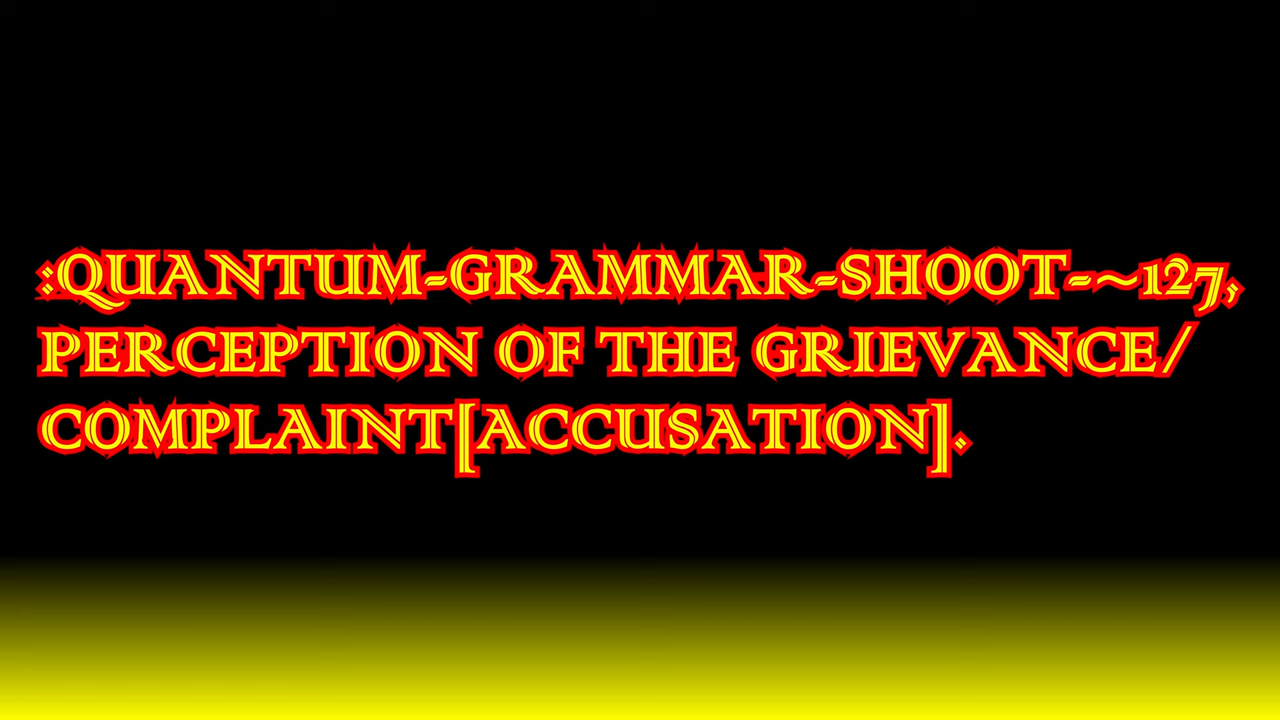 :QUANTUM-GRAMMAR-SHOOT-~127,
PERCEPTION OF THE GRIEVANCE/
COMPLAINT[ACCUSATION].